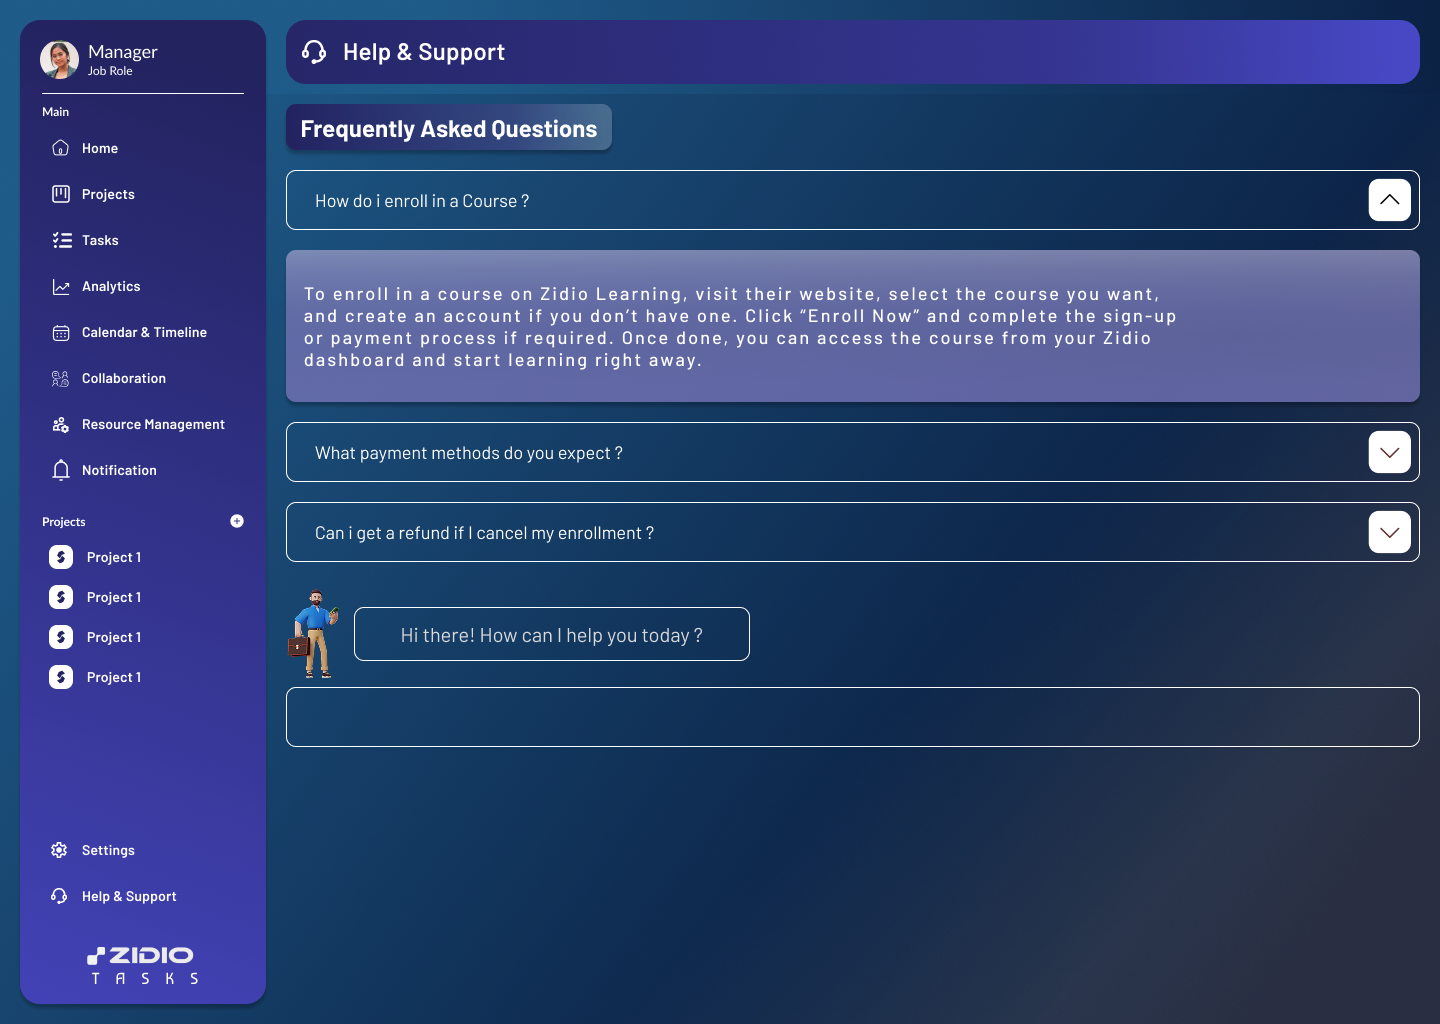 Manager
Job Role
Main
Home
Projects
Tasks
Analytics
Calendar & Timeline
Collaboration
Resource Management
Notification
Projects
Project 1
Project 1
Project 1
Project 1
Settings
Help & Support
ZIDIO
TASKS
Help & Support
Frequently Asked Questions
How do i enroll in a Course ?
To enroll in a course on Zidio Learning, visit their website, select the course you want,
and create an account if you don’t have one. Click “Enroll Now” and complete the sign-up
or payment process if required. Once done, you can access the course from your Zidio
dashboard and start learning right away.
What payment methods do you expect ?
Can i get a refund if I cancel my enrollment ?
Hi there! How can I help you today ?